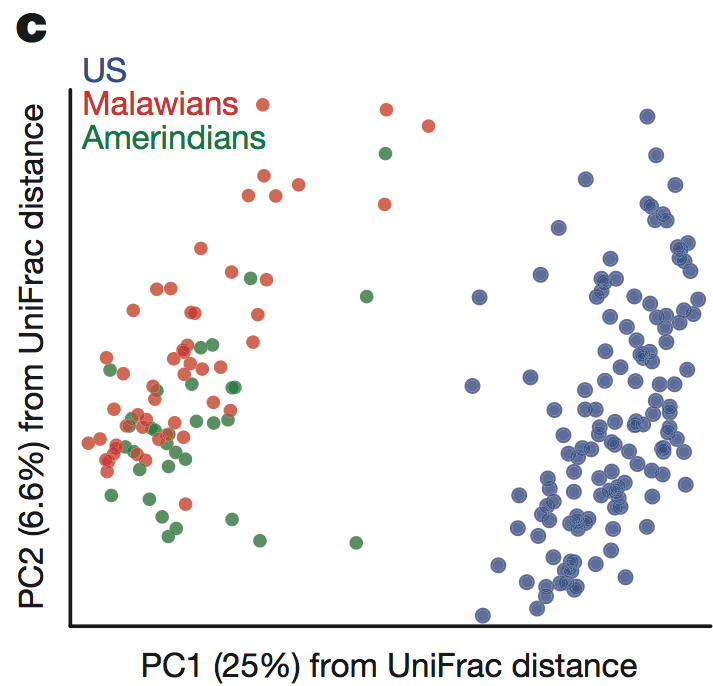 c
US
Malawians
Amerindians
PC2 (6.6%) from UniFrac distance
PC1 (25%) from UniFrac distance